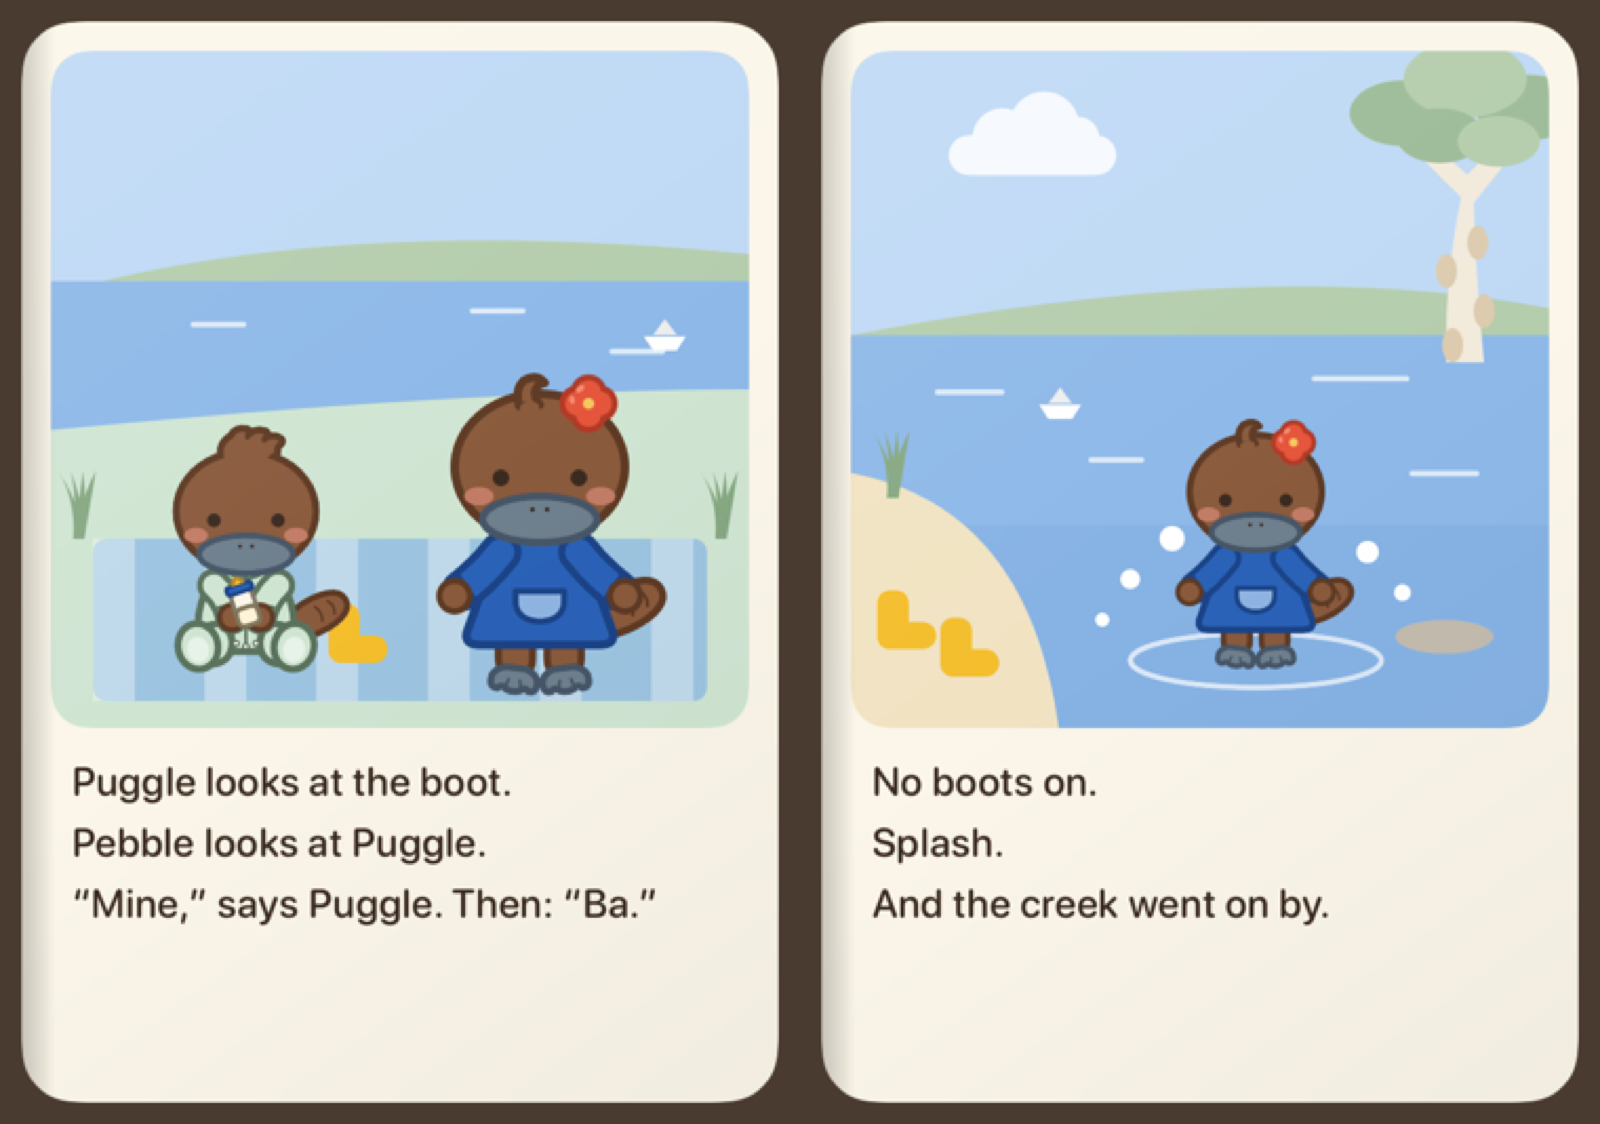 Puggle looks at the boot.
Pebble looks at Puggle.
“Mine,” says Puggle. Then: “Ba.”
No boots on.
Splash.
And the creek went on by.